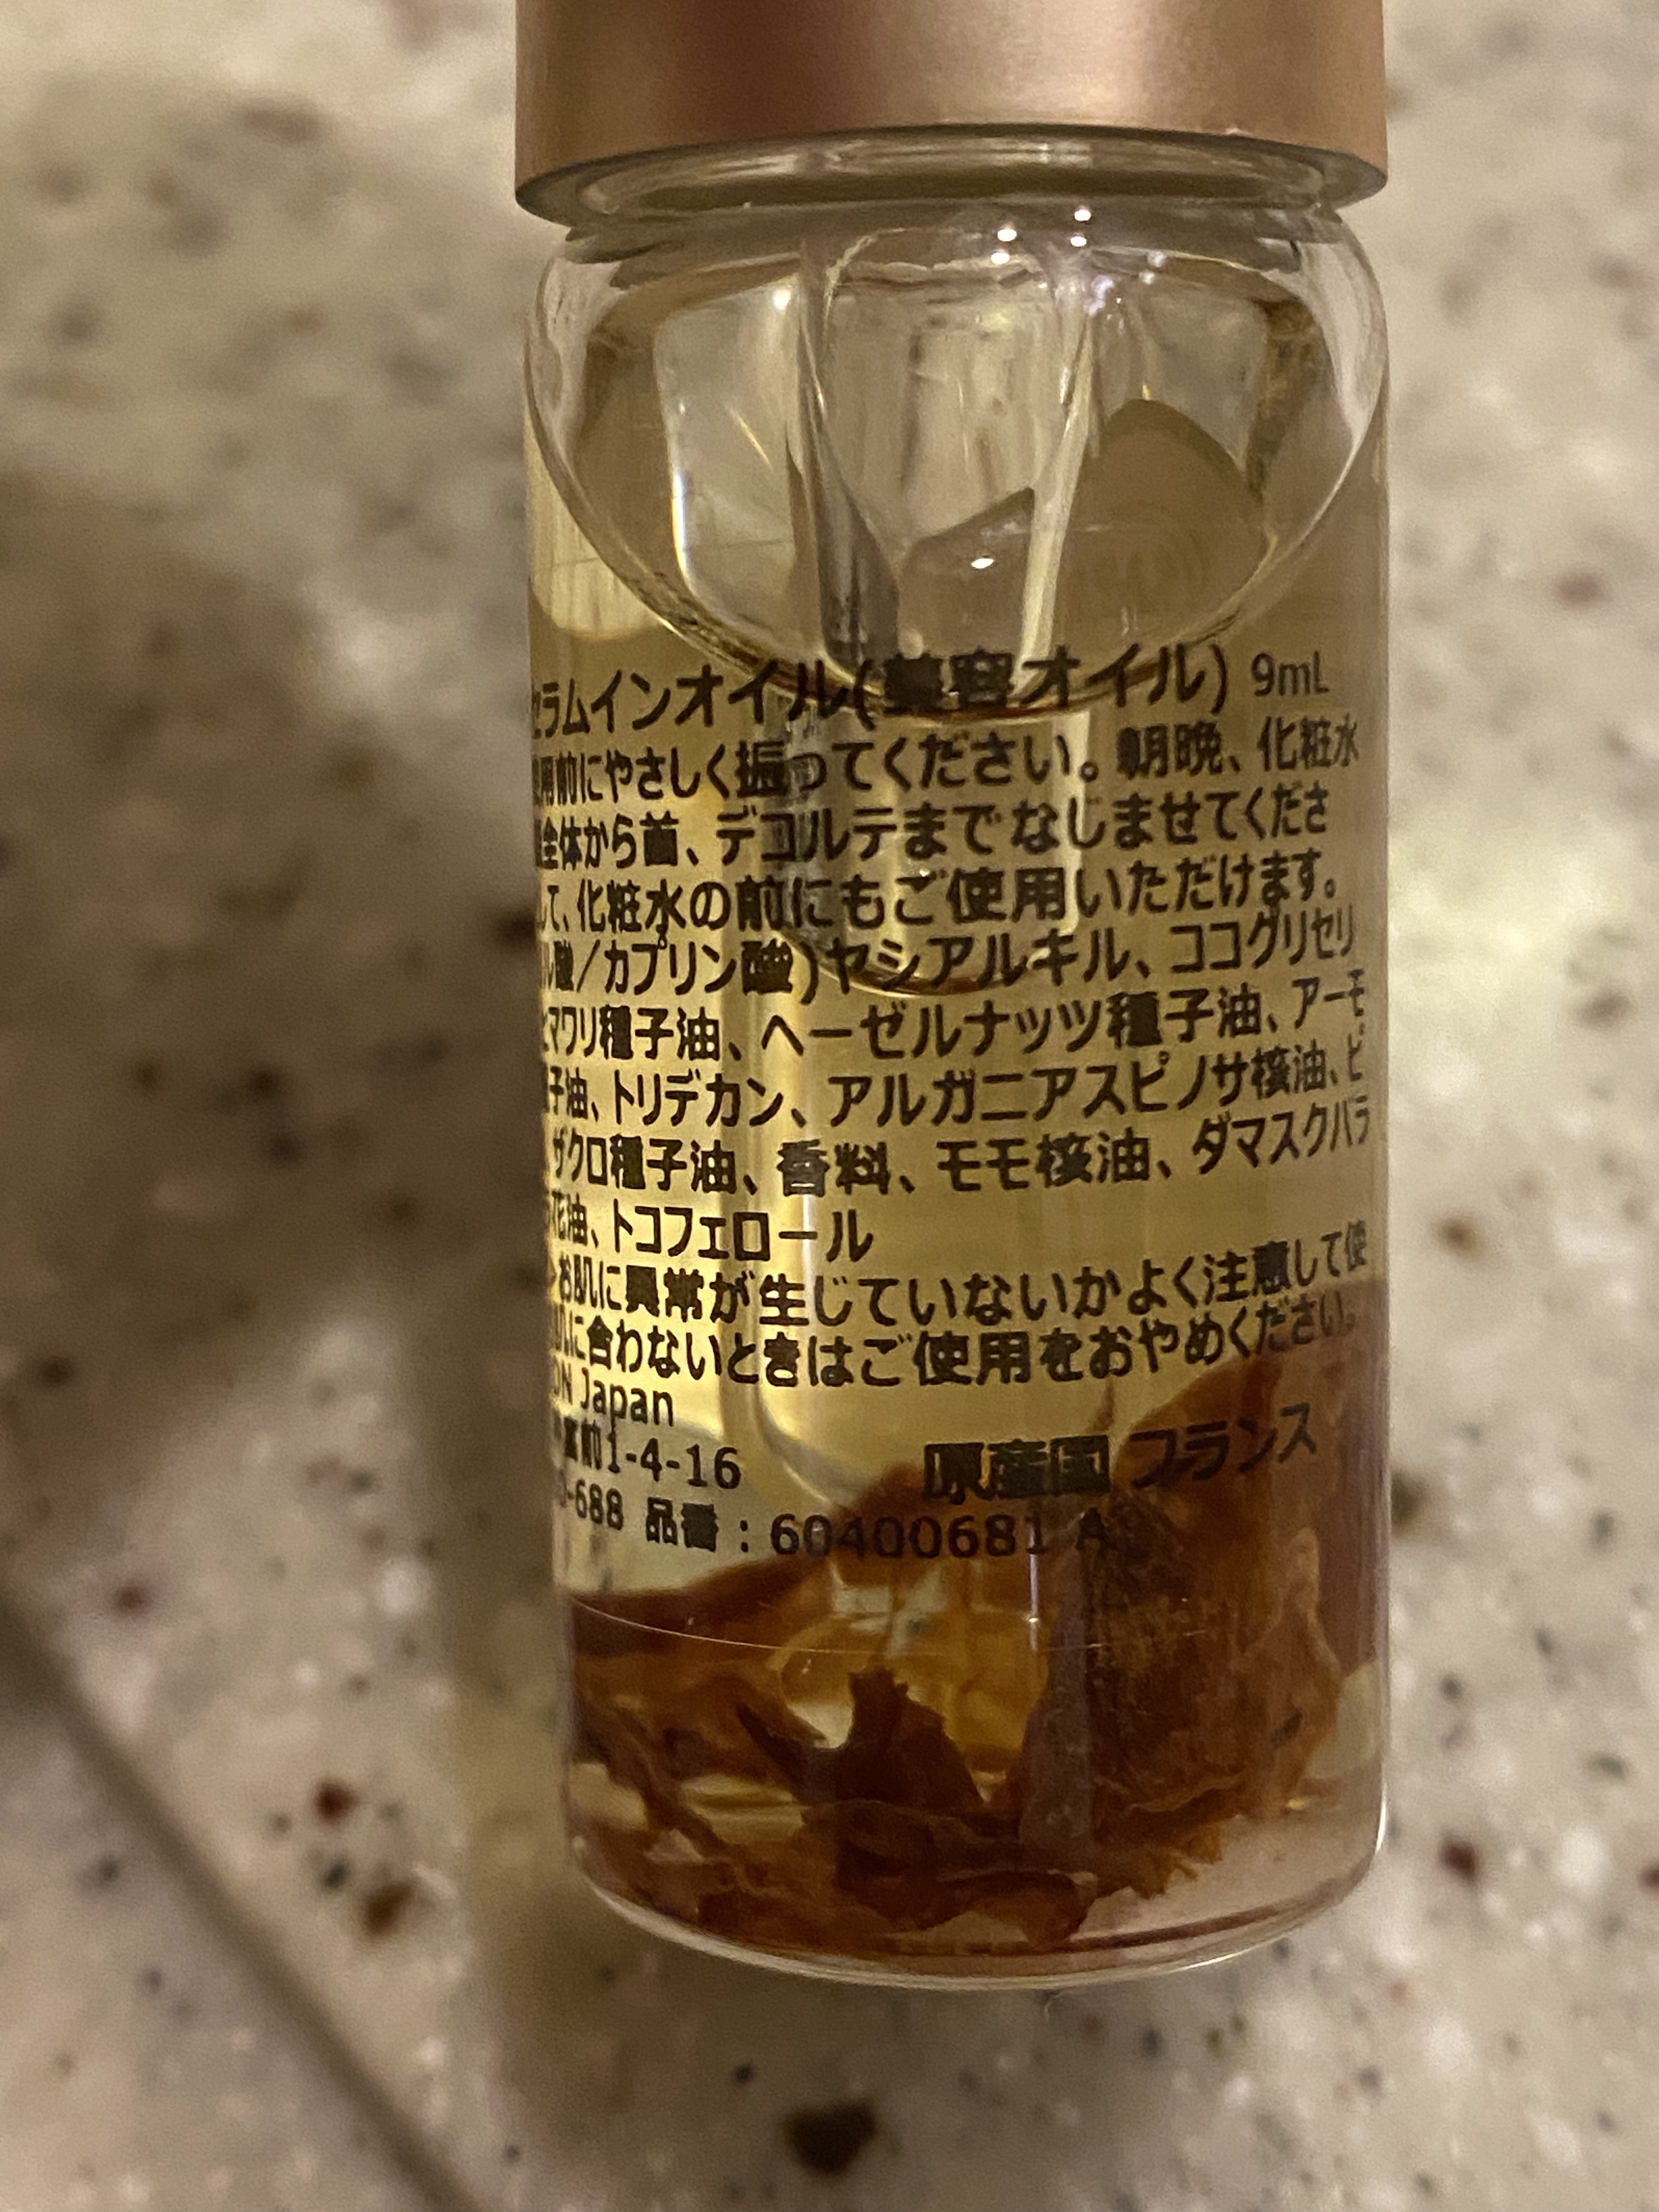 セラムインオイル(美容オイル) 9mL
用前にやさしく振ってください。朝晩、化粧水
全体から首、デコルテまでなじませてくださ
して、化粧水の前にもご使用いただけます。
ル酸/カプリン酸)ヤシアルキル、ココグリセリ
ヒマワリ種子油、ヘーゼルナッツ種子油、アーモ
子油、トリデカン、アルガニアスピノサ核油、ビ
、ザクロ種子油、香料、モモ核油、ダマスクバラ
花油、トコフェロール
お肌に異常が生じていないかよく注意して使
肌に合わないときはご使用をおやめください。
ON Japan
宮前1-4-16 原産国 フランス
0-688 品番:60400681 A